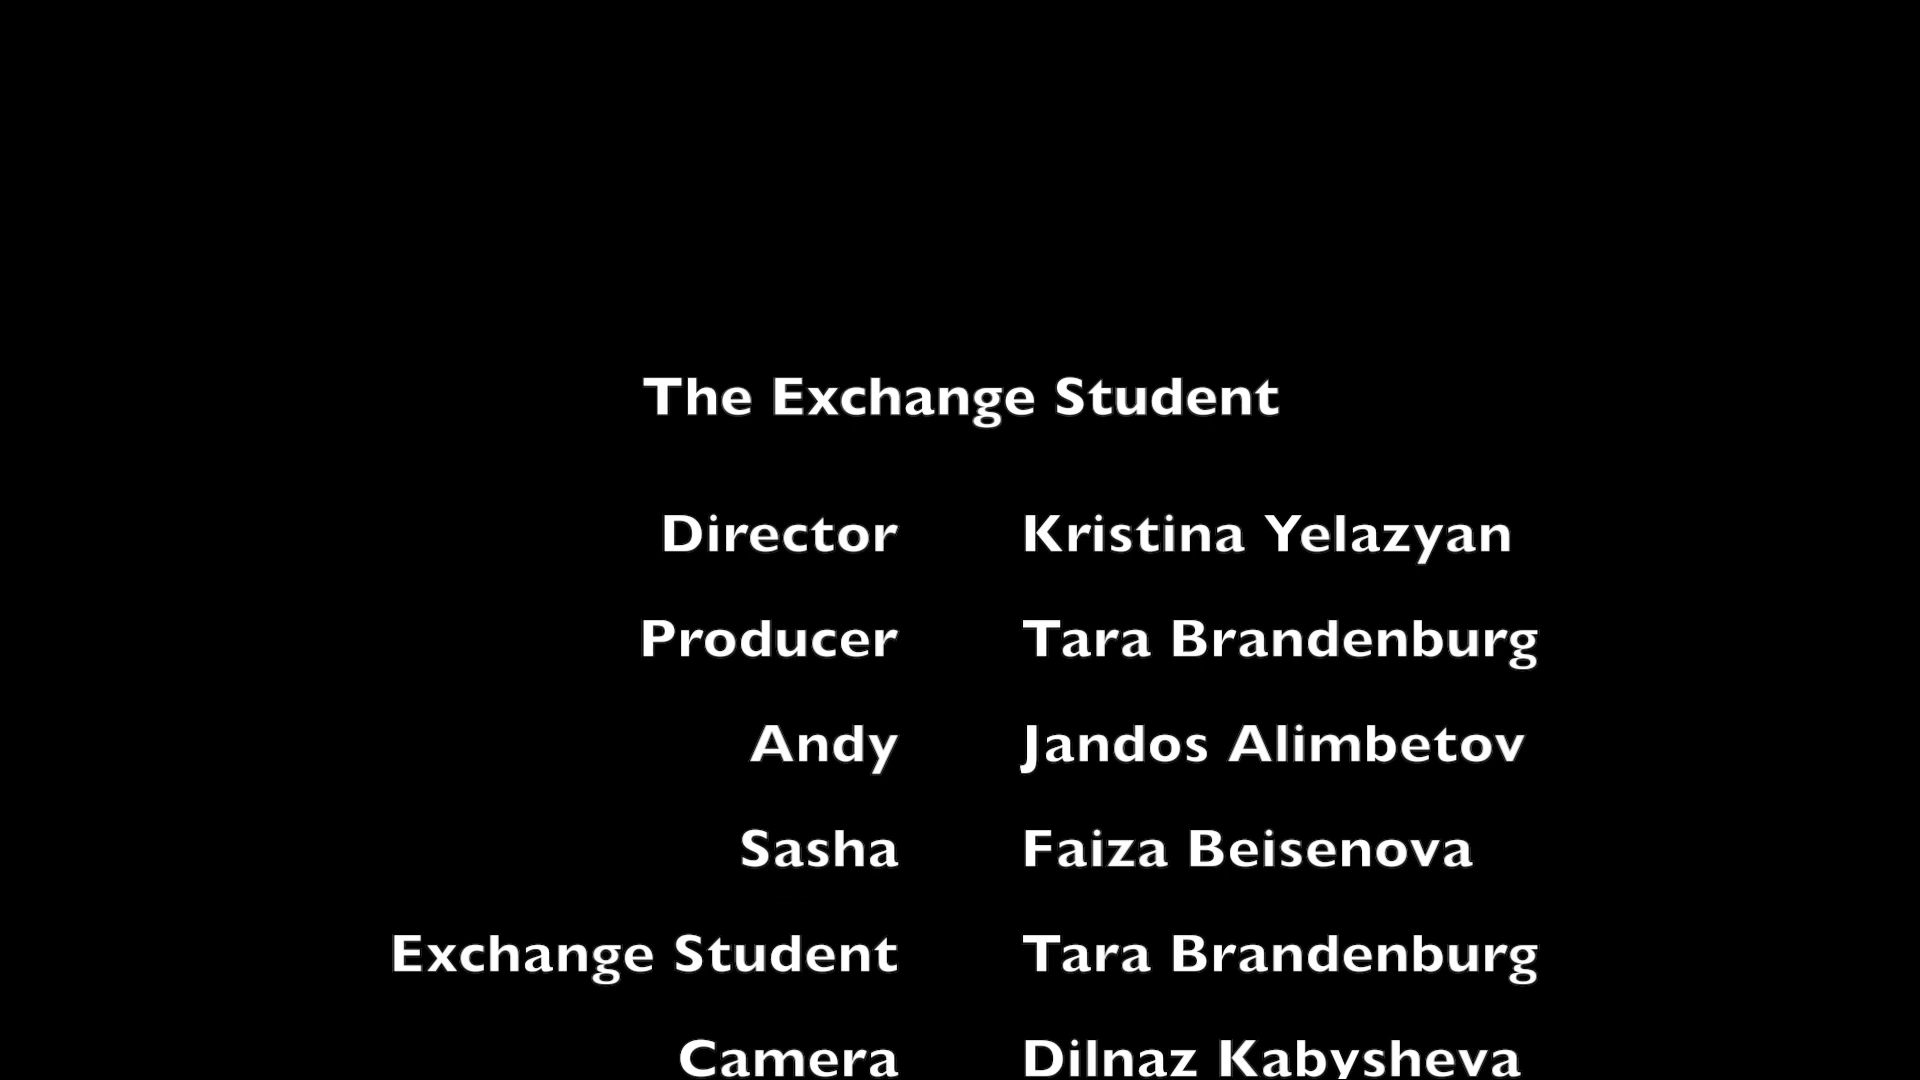 The Exchange Student
Director Kristina Yelazyan
Producer Tara Brandenburg
Andy Jandos Alimbetov
Sasha Faiza Beisenova
Exchange Student Tara Brandenburg
Camera Dilnaz Kabysheva